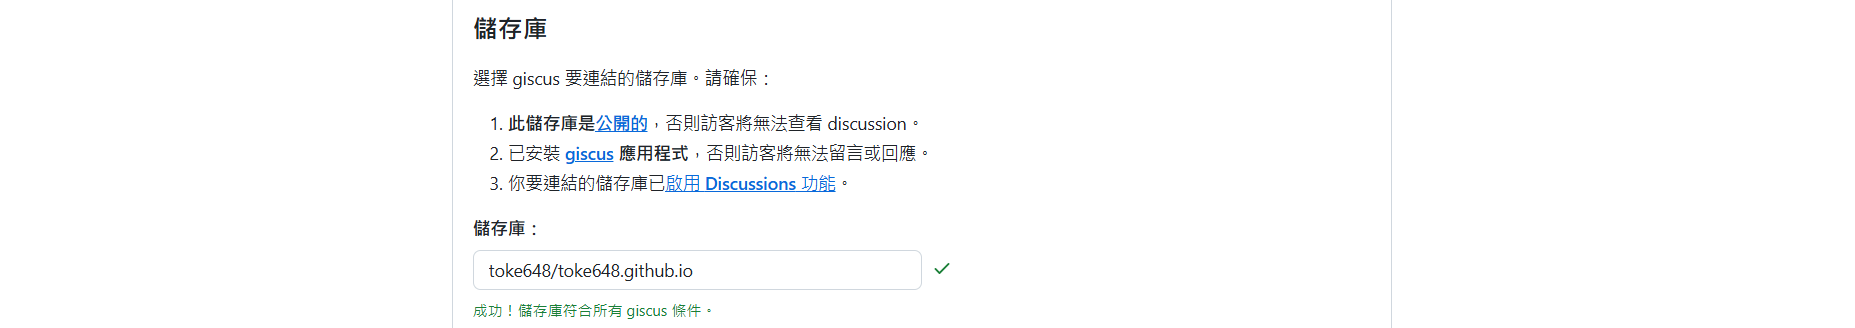 儲存庫
選擇 giscus 要連結的儲存庫。請確保：
1. 此儲存庫是公開的，否則訪客將無法查看 discussion。
2. 已安裝 giscus 應用程式，否則訪客將無法留言或回應。
3. 你要連結的儲存庫已啟用 Discussions 功能。
儲存庫：
toke648/toke648.github.io
成功！儲存庫符合所有 giscus 條件。